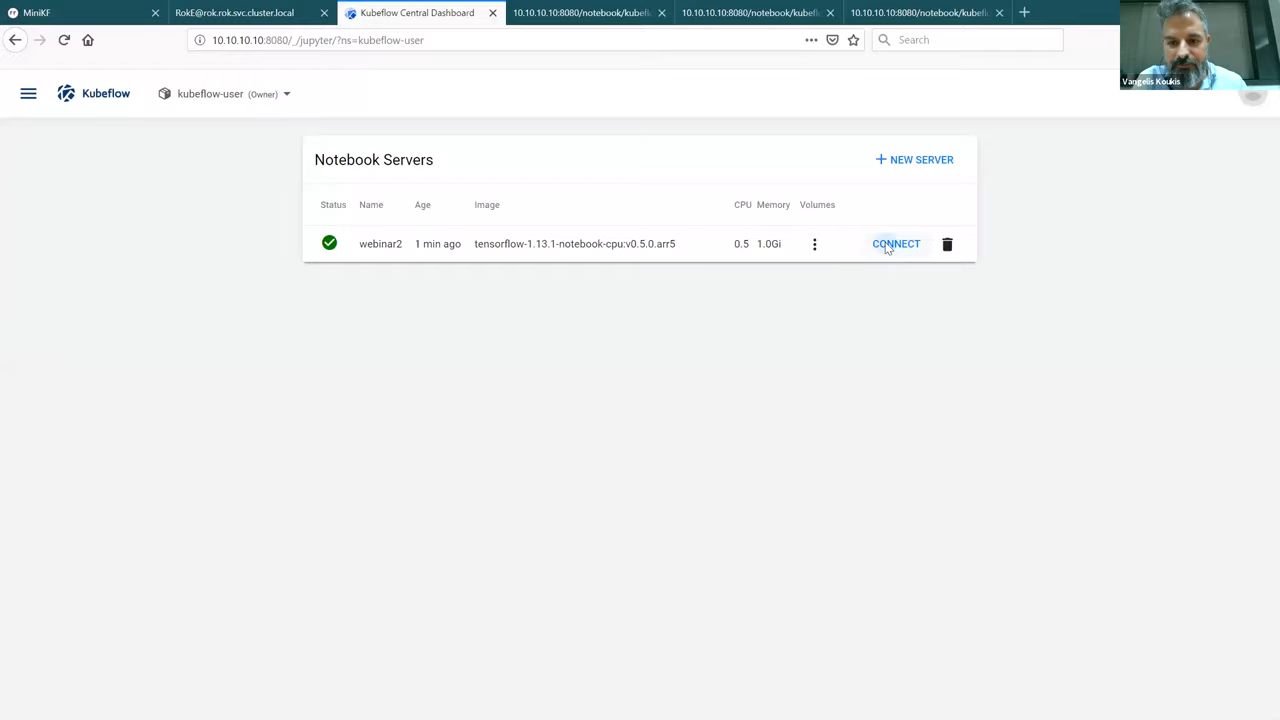 MiniKF
RokE@rok.rok.svc.cluster.local
Kubeflow Central Dashboard
10.10.10.10:8080/notebook/kubefl
10.10.10.10:8080/notebook/kubefl
10.10.10.10:8080/notebook/kubefl
10.10.10.10:8080/_/jupyter/?ns=kubeflow-user
Search
Vangelis Koukis
Kubeflow
kubeflow-user (Owner)
Notebook Servers
+ NEW SERVER
Status Name Age Image CPU Memory Volumes
webinar2 1 min ago tensorflow-1.13.1-notebook-cpu:v0.5.0.arr5 0.5 1.0Gi CONNECT